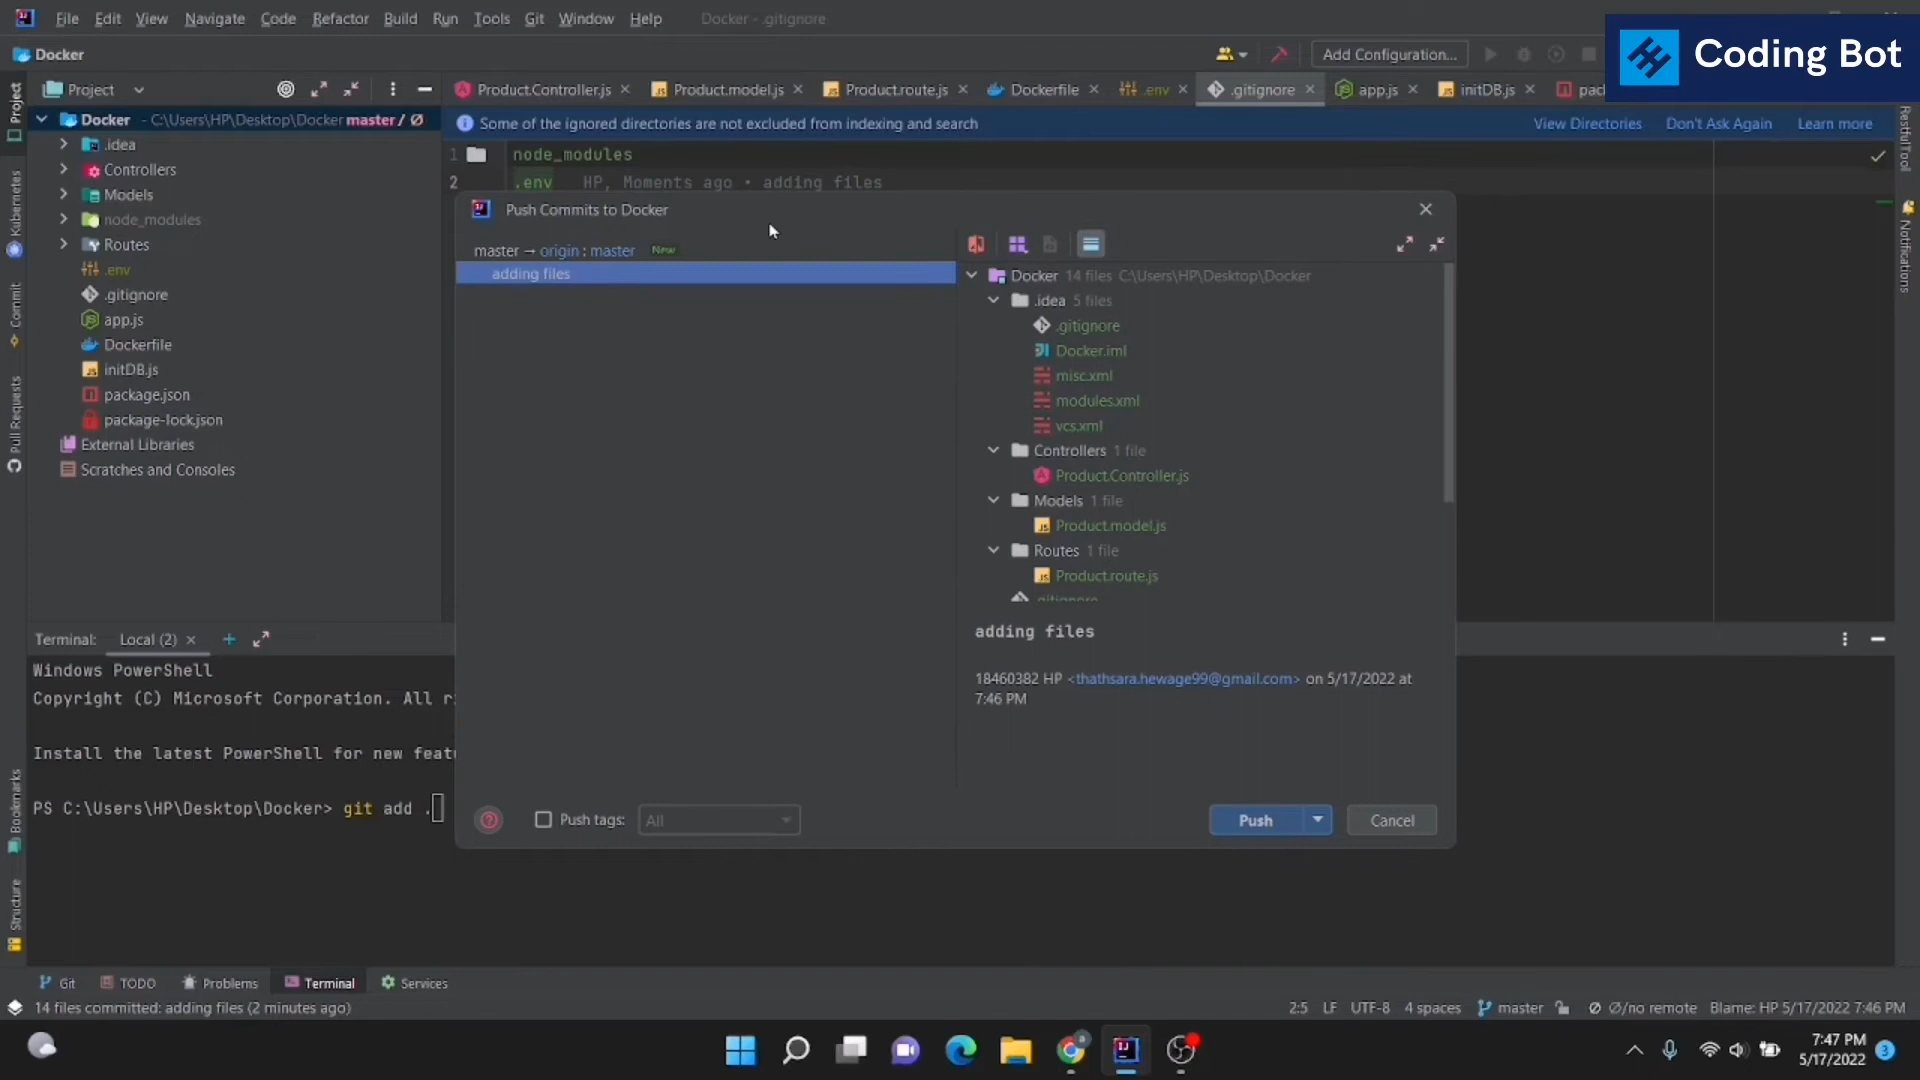 File Edit View Navigate Code Refactor Build Run Tools Git Window Help Docker - .gitignore
Coding Bot
Docker
Add Configuration...
Project
Product.Controller.js
Product.model.js
Product.route.js
Dockerfile
.env
.gitignore
app.js
initDB.js
Docker - C:\Users\HP\Desktop\Docker master / Ø
Some of the ignored directories are not excluded from indexing and search
View Directories Don't Ask Again Learn more
.idea
Controllers
Models
node_modules
Routes
.env
.gitignore
app.js
Dockerfile
initDB.js
package.json
package-lock.json
External Libraries
Scratches and Consoles
1 node_modules
2 .env HP, Moments ago • adding files
Push Commits to Docker
master → origin : master New
adding files
Docker 14 files C:\Users\HP\Desktop\Docker
.idea 5 files
.gitignore
Docker.iml
misc.xml
modules.xml
vcs.xml
Controllers 1 file
Product.Controller.js
Models 1 file
Product.model.js
Routes 1 file
Product.route.js
.gitignore
adding files
18460382 HP <thathsara.hewage99@gmail.com> on 5/17/2022 at
7:46 PM
Push tags: All
Push
Cancel
Project
Kubernetes
Commit
Pull Requests
Bookmarks
Structure
RestfulTool
Notifications
Terminal: Local (2)
Windows PowerShell
Copyright (C) Microsoft Corporation. All
Install the latest PowerShell for new
PS C:\Users\HP\Desktop\Docker> git add .
Git TODO Problems Terminal Services
14 files committed: adding files (2 minutes ago)
2:5 LF UTF-8 4 spaces master Ø/no remote Blame: HP 5/17/2022 7:46 PM
7:47 PM
5/17/2022
3